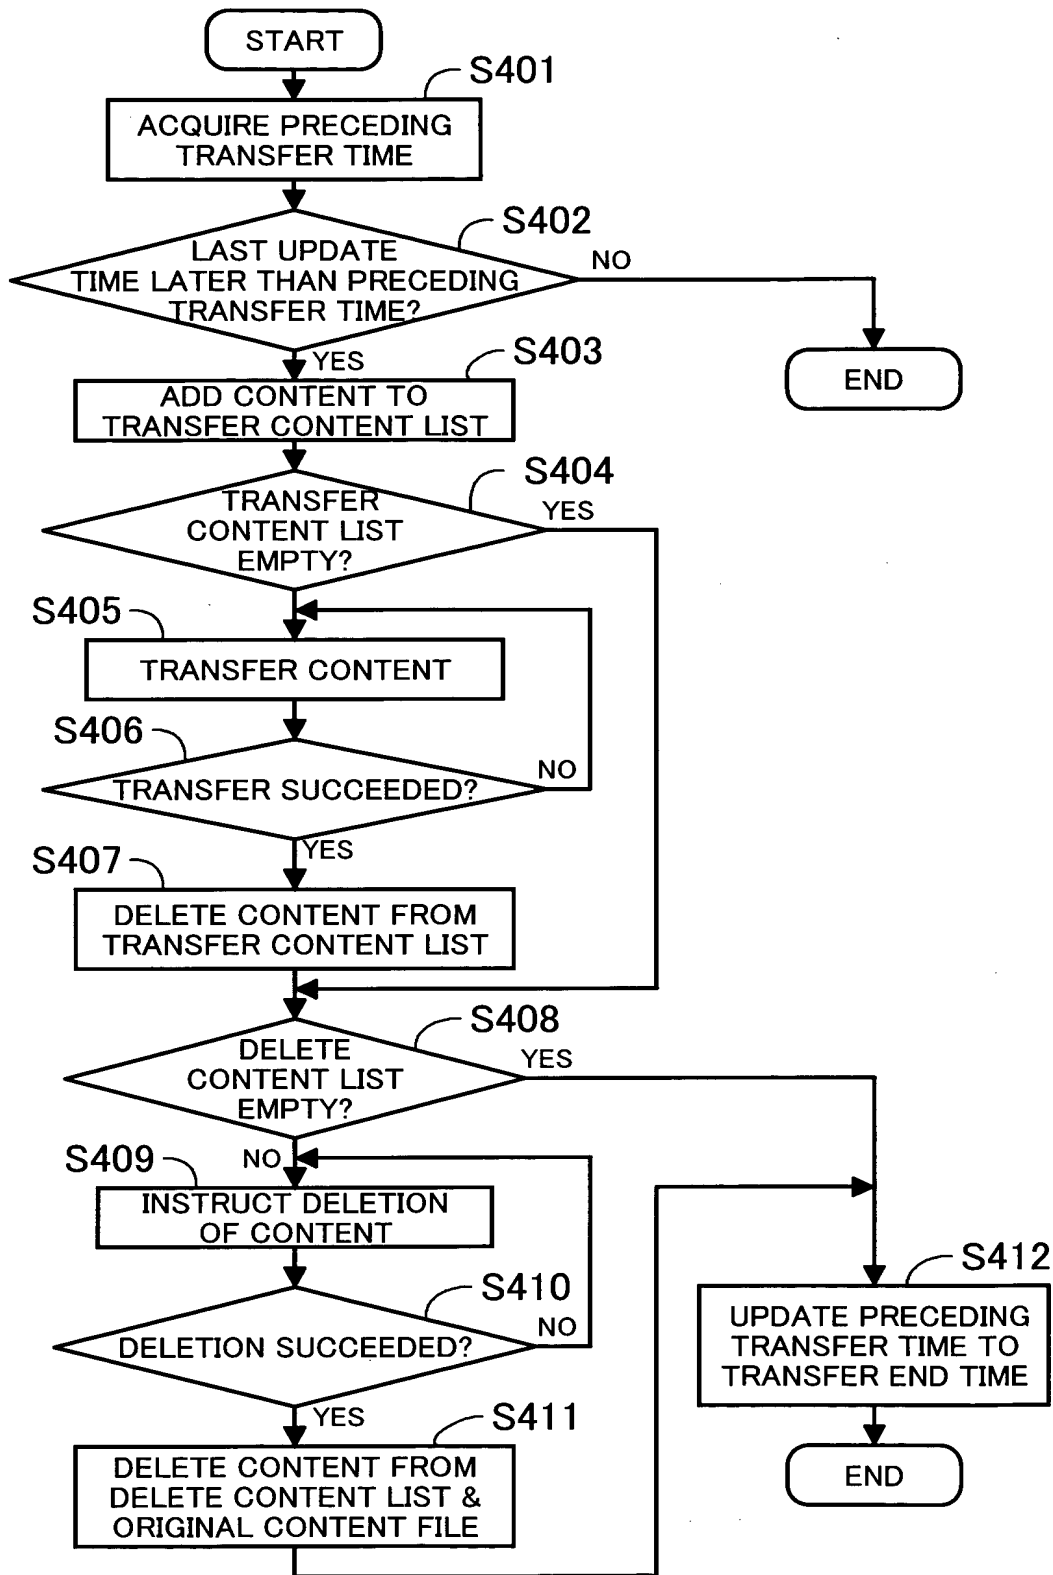 START
S401
ACQUIRE PRECEDING
TRANSFER TIME
S402
LAST UPDATE
TIME LATER THAN PRECEDING
TRANSFER TIME?
NO
END
YES
S403
ADD CONTENT TO
TRANSFER CONTENT LIST
S404
TRANSFER
CONTENT LIST
EMPTY?
YES
S405
TRANSFER CONTENT
S406
TRANSFER SUCCEEDED?
NO
YES
S407
DELETE CONTENT FROM
TRANSFER CONTENT LIST
S408
DELETE
CONTENT LIST
EMPTY?
YES
NO
S409
INSTRUCT DELETION
OF CONTENT
S410
DELETION SUCCEEDED?
NO
YES
S411
DELETE CONTENT FROM
DELETE CONTENT LIST &
ORIGINAL CONTENT FILE
S412
UPDATE PRECEDING
TRANSFER TIME TO
TRANSFER END TIME
END